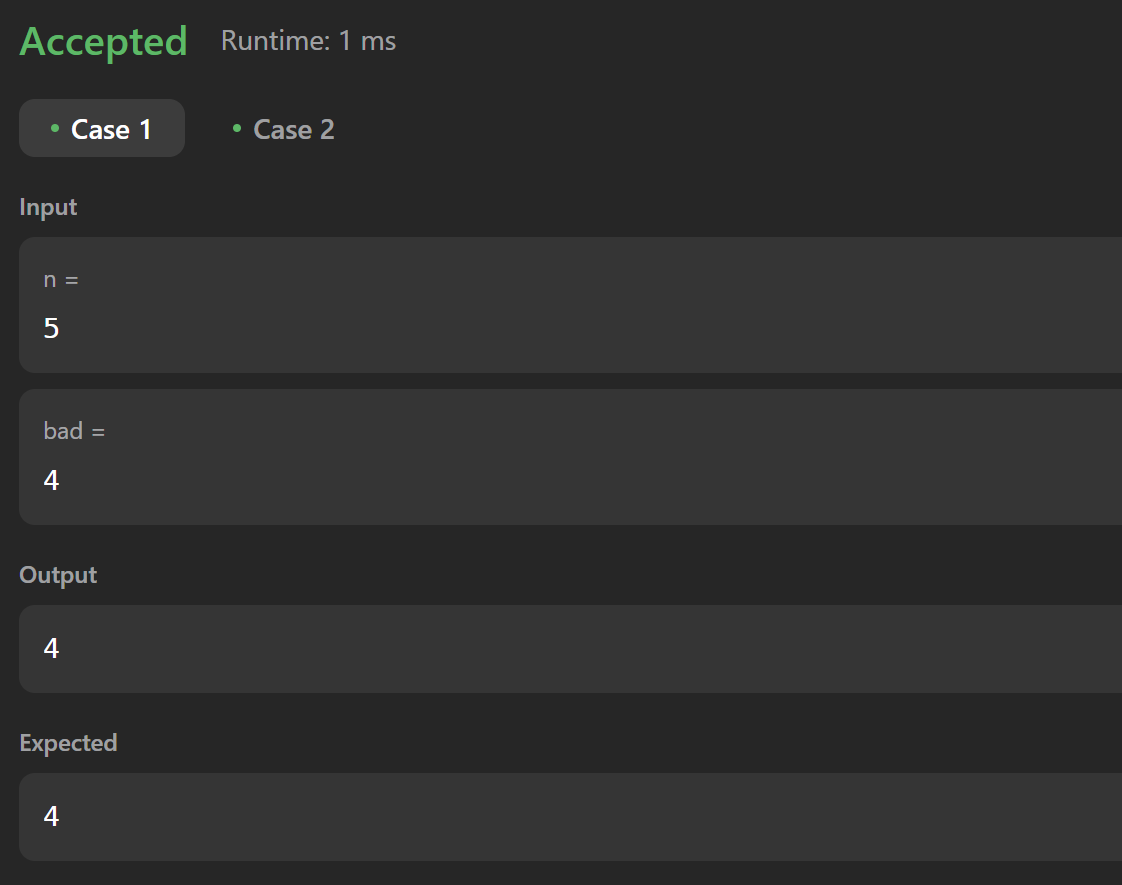 Accepted Runtime: 1 ms
Case 1 Case 2
Input
n =
5
bad =
4
Output
4
Expected
4